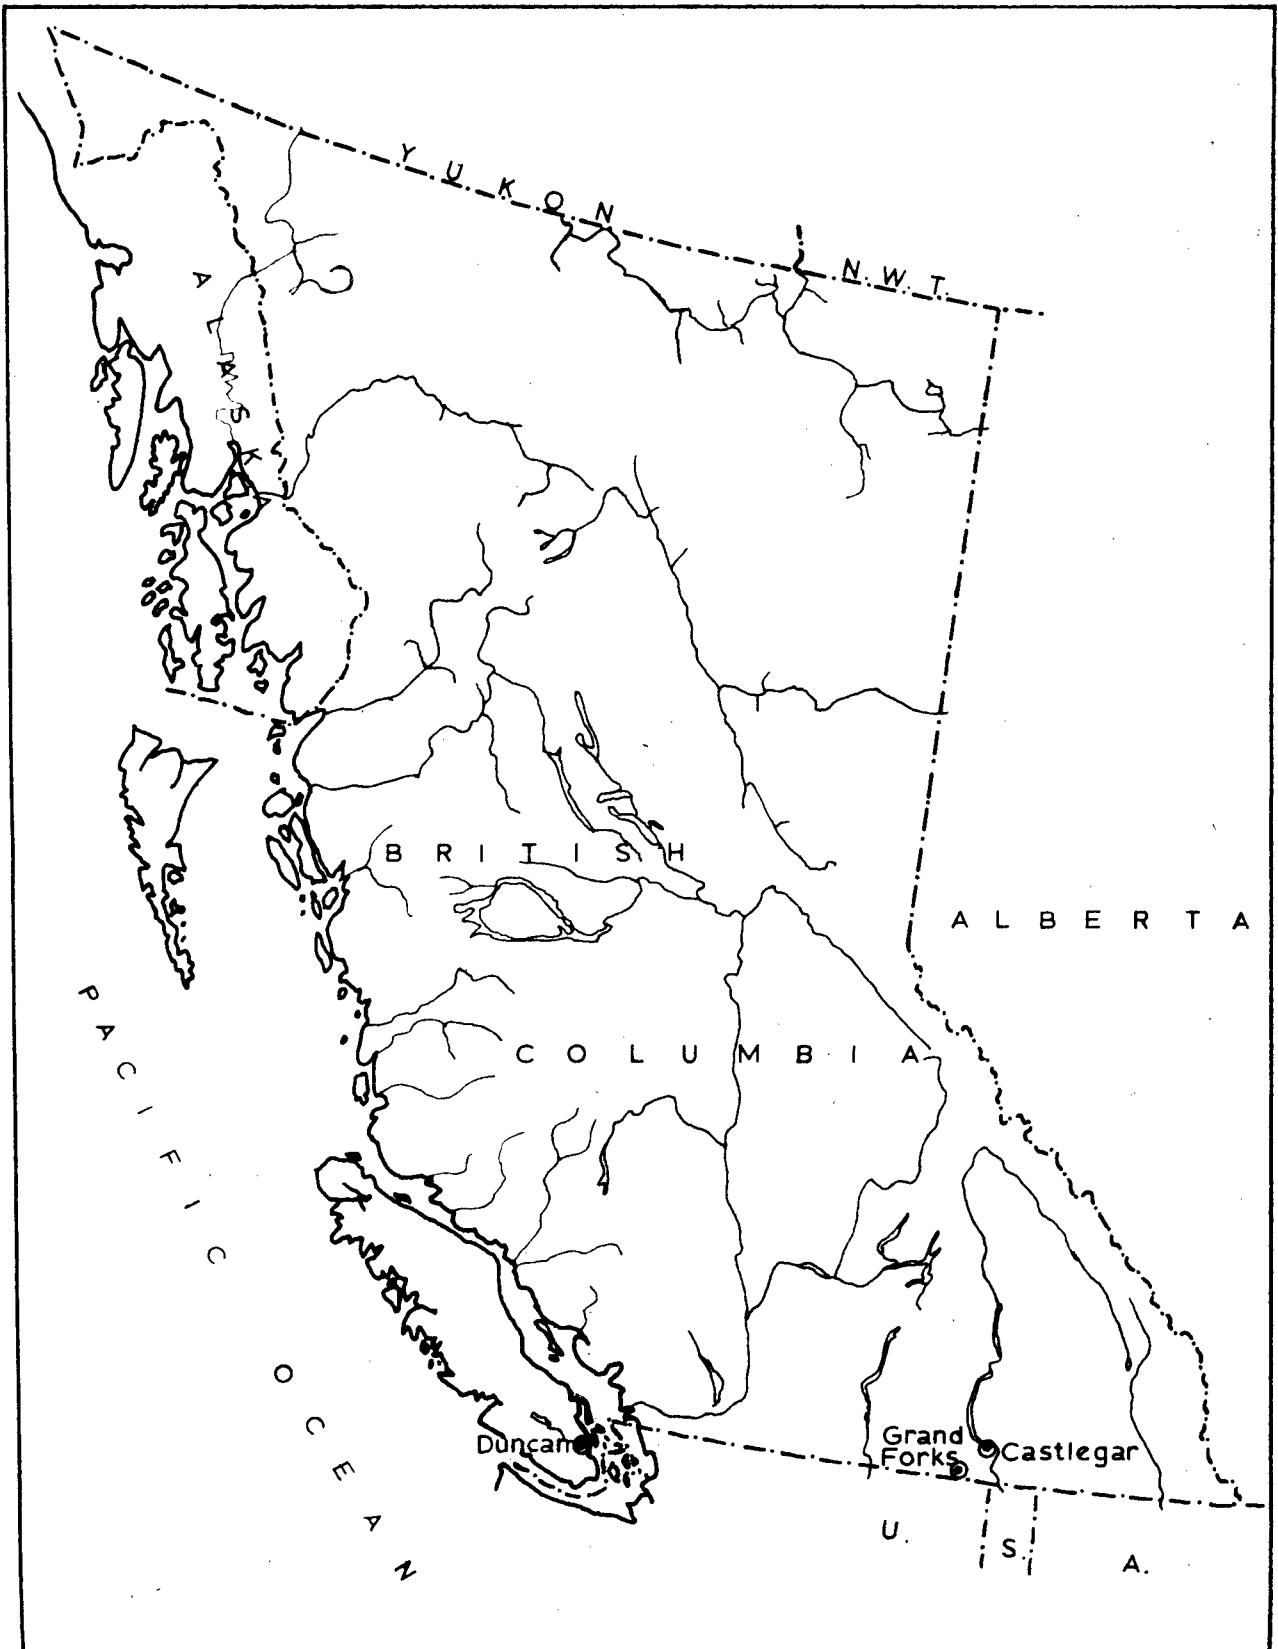 YUKON
N.W.T.
ALASKA
BRITISH
ALBERTA
COLUMBIA
PACIFIC
OCEAN
Duncan
Grand
Forks
Castlegar
U. S. A.